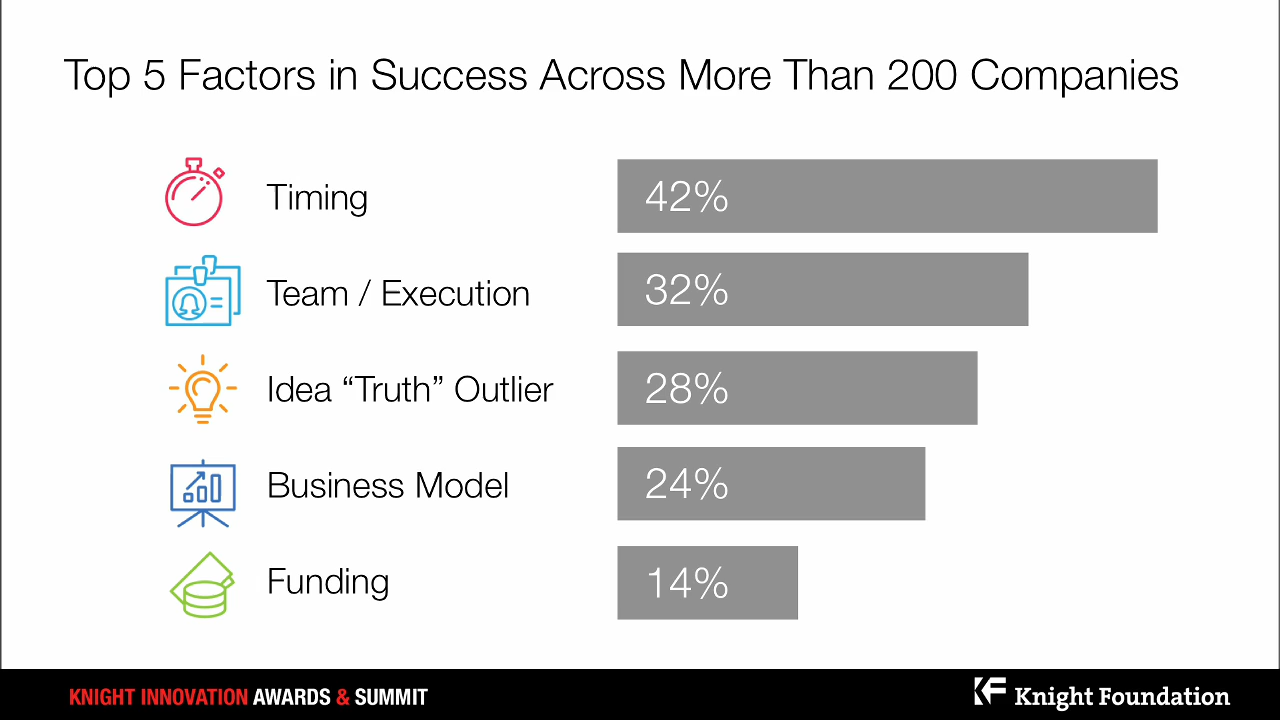 Top 5 Factors in Success Across More Than 200 Companies
Timing 42%
Team / Execution 32%
Idea “Truth” Outlier 28%
Business Model 24%
Funding 14%
KNIGHT INNOVATION AWARDS & SUMMIT
KF Knight Foundation